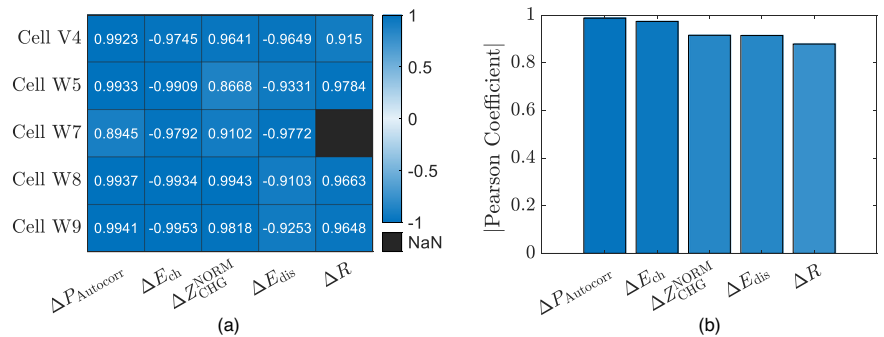 Cell V4 0.9923 -0.9745 0.9641 -0.9649 0.915
Cell W5 0.9933 -0.9909 0.8668 -0.9331 0.9784
Cell W7 0.8945 -0.9792 0.9102 -0.9772
Cell W8 0.9937 -0.9934 0.9943 -0.9103 0.9663
Cell W9 0.9941 -0.9953 0.9818 -0.9253 0.9648
ΔP_Autocorr ΔE_ch ΔZ_CHG^NORM ΔE_dis ΔR
1
0.5
0
-0.5
-1
NaN
(a)
|Pearson Coefficient|
1
0.8
0.6
0.4
0.2
0
ΔP_Autocorr ΔE_ch ΔZ_CHG^NORM ΔE_dis ΔR
(b)